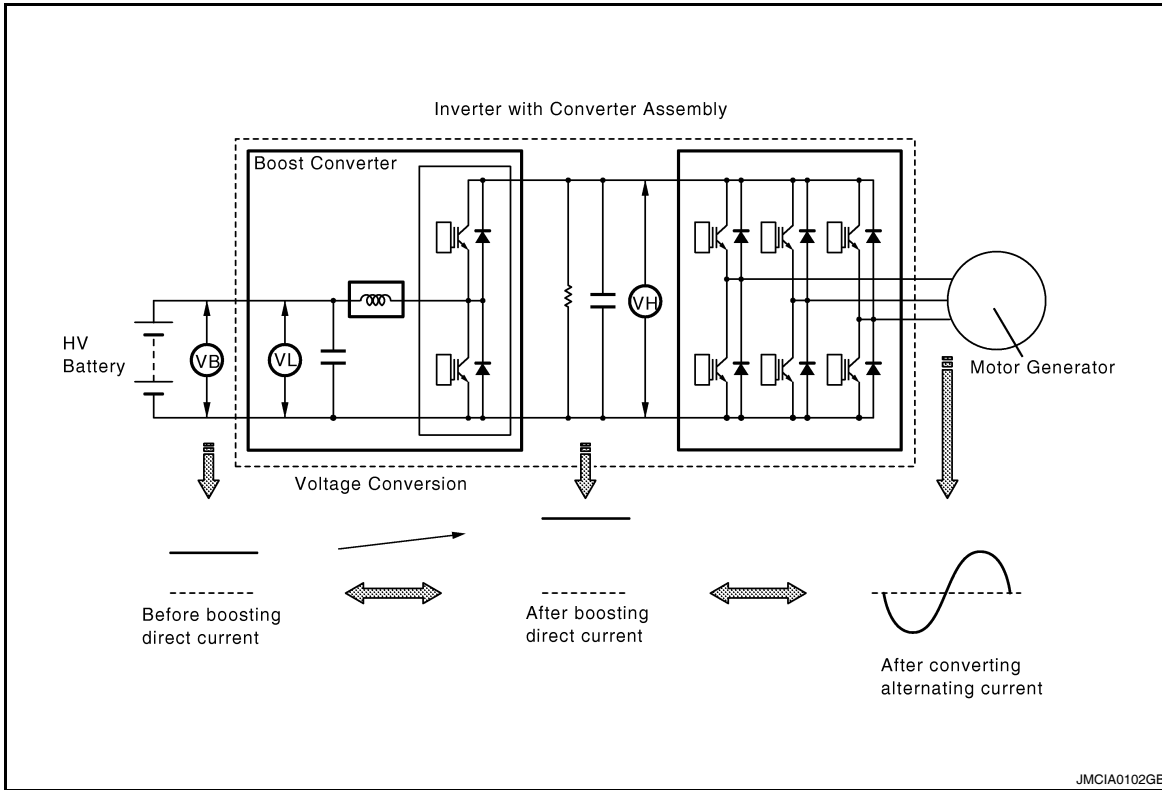 Inverter with Converter Assembly
Boost Converter
HV
Battery
VB
VL
VH
Motor Generator
Voltage Conversion
Before boosting
direct current
After boosting
direct current
After converting
alternating current
JMCIA0102GB